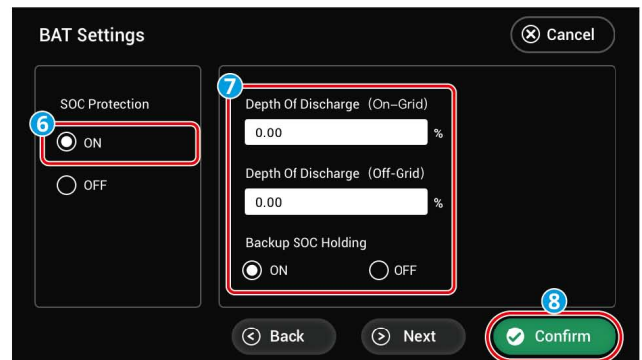 BAT Settings
Cancel
SOC Protection
6
ON
OFF
7
Depth Of Discharge (On-Grid)
0.00 %
Depth Of Discharge (Off-Grid)
0.00 %
Backup SOC Holding
ON OFF
8
Back Next Confirm